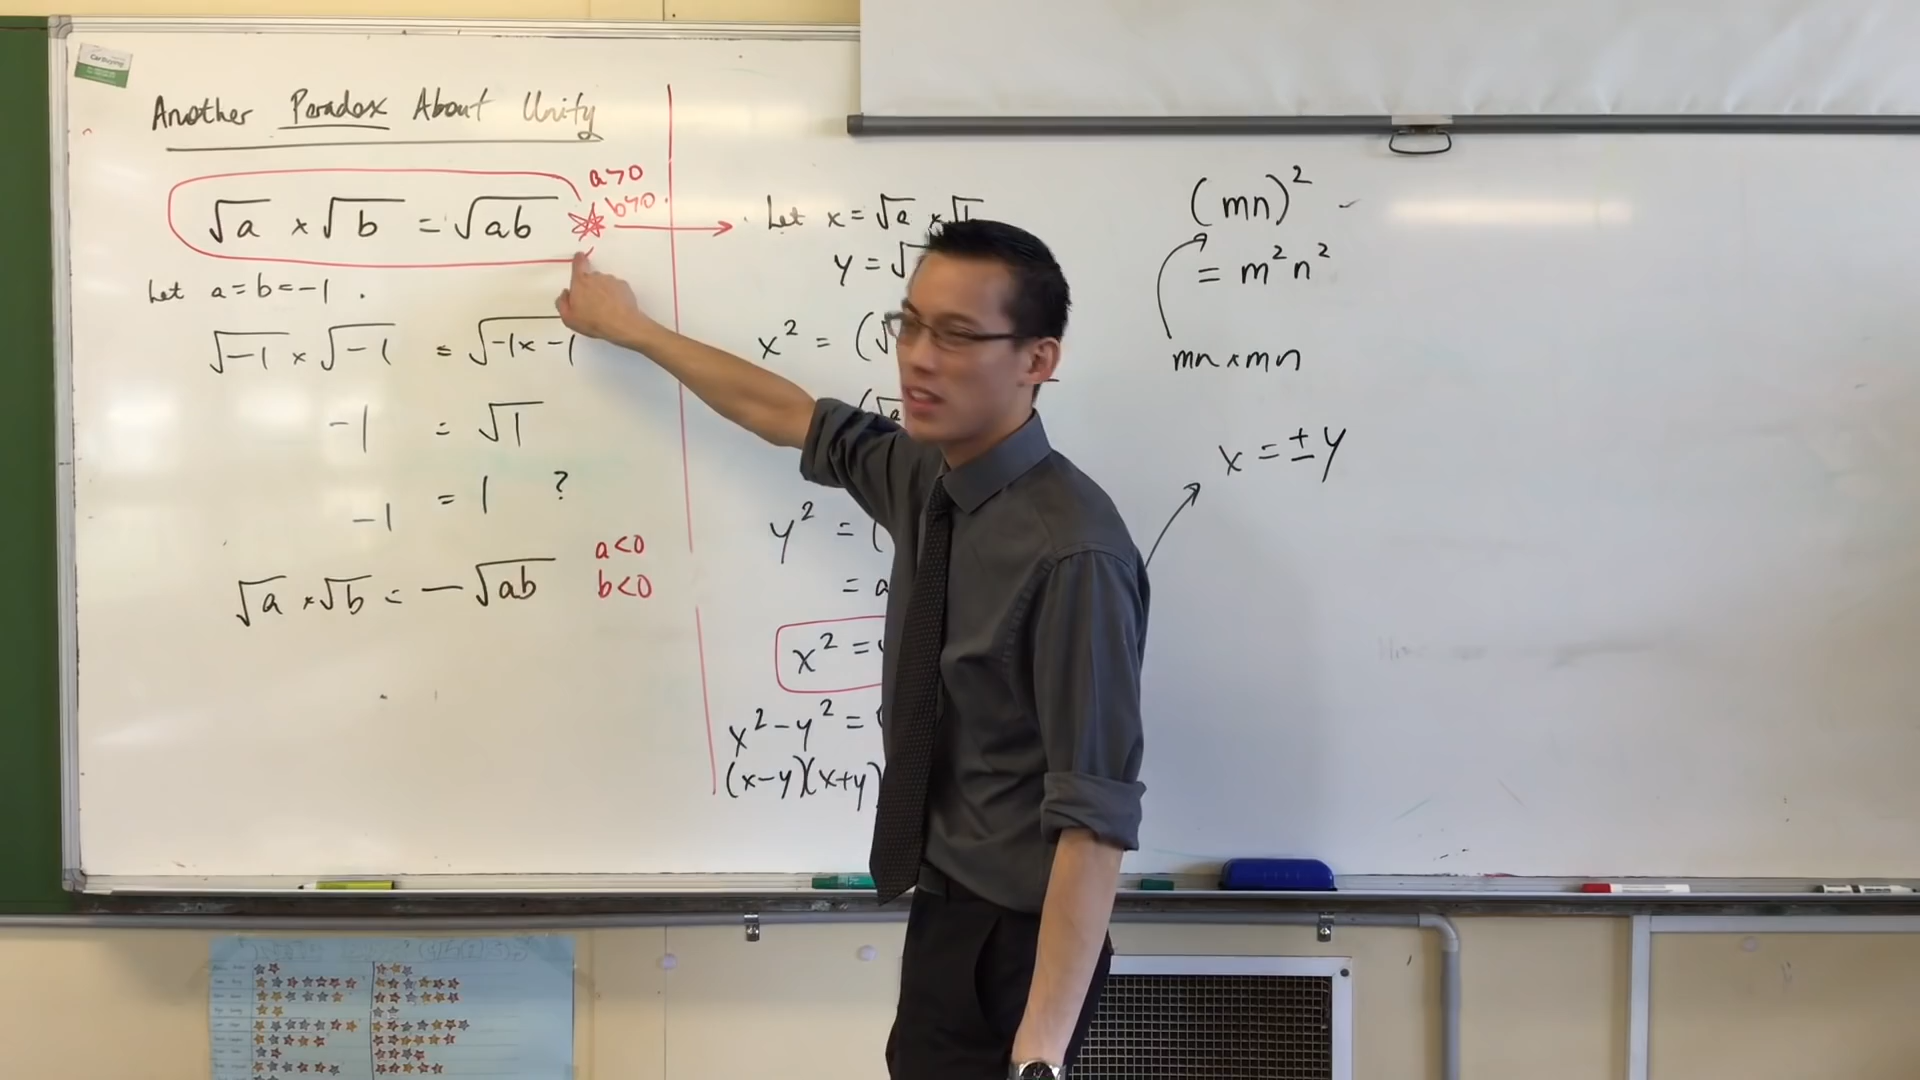 Another Paradox About Unity
√a × √b = √ab
a>0
b>0.
Let a=b=-1.
√-1 × √-1 = √-1×-1
-1 = √1
-1 = 1 ?
√a × √b = -√ab
a<0
b<0
Let x = √a × √b
y = √
x² = (√
(√a
y² = (
= a
x² =
x²-y² =
(x-y)(x+y)
(mn)²
= m²n²
mn × mn
x = ±y
CarBuying